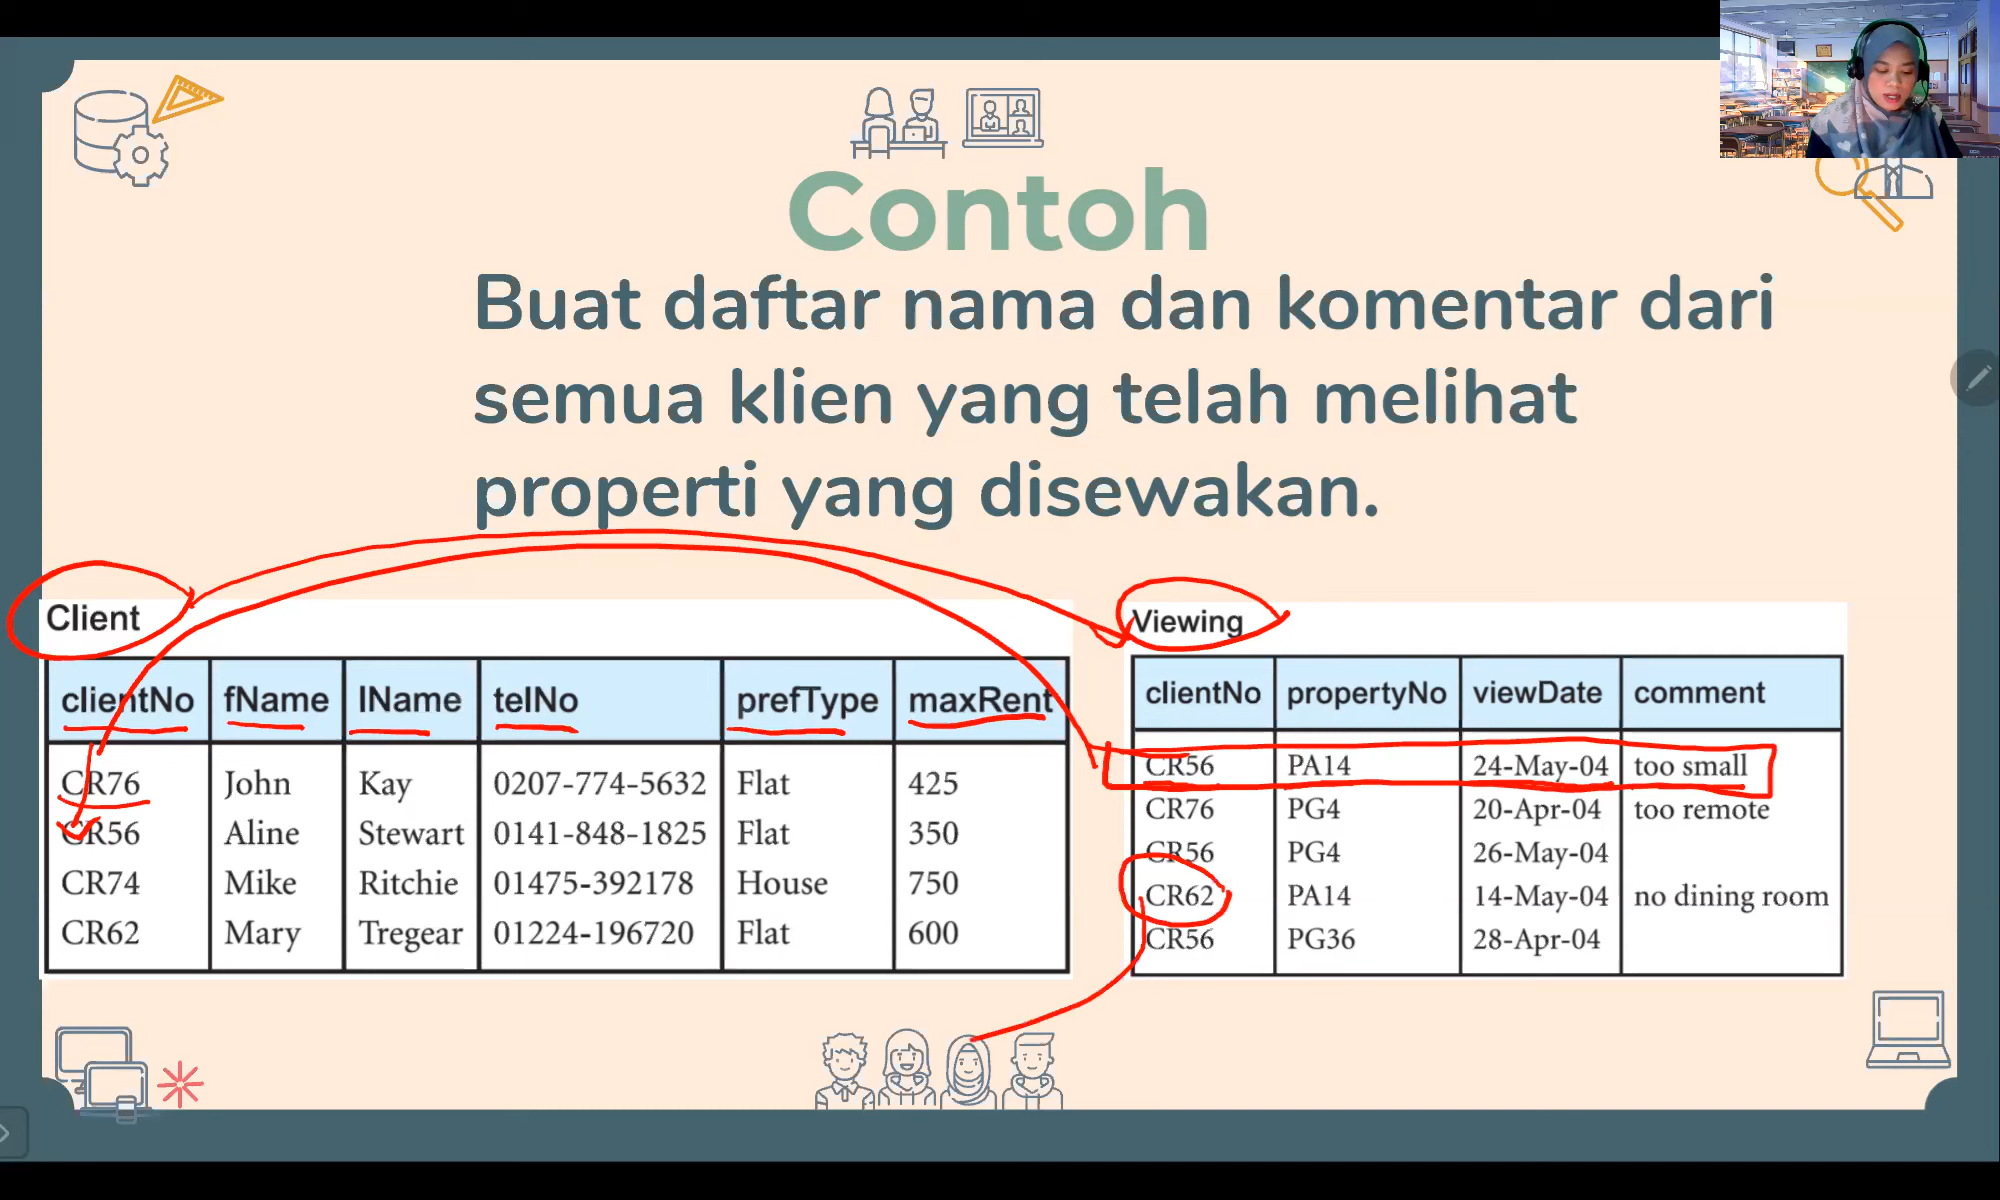 Contoh
Buat daftar nama dan komentar dari
semua klien yang telah melihat
properti yang disewakan.
Client
clientNo fName lName telNo prefType maxRent
CR76 John Kay 0207-774-5632 Flat 425
CR56 Aline Stewart 0141-848-1825 Flat 350
CR74 Mike Ritchie 01475-392178 House 750
CR62 Mary Tregear 01224-196720 Flat 600
Viewing
clientNo propertyNo viewDate comment
CR56 PA14 24-May-04 too small
CR76 PG4 20-Apr-04 too remote
CR56 PG4 26-May-04
CR62 PA14 14-May-04 no dining room
CR56 PG36 28-Apr-04